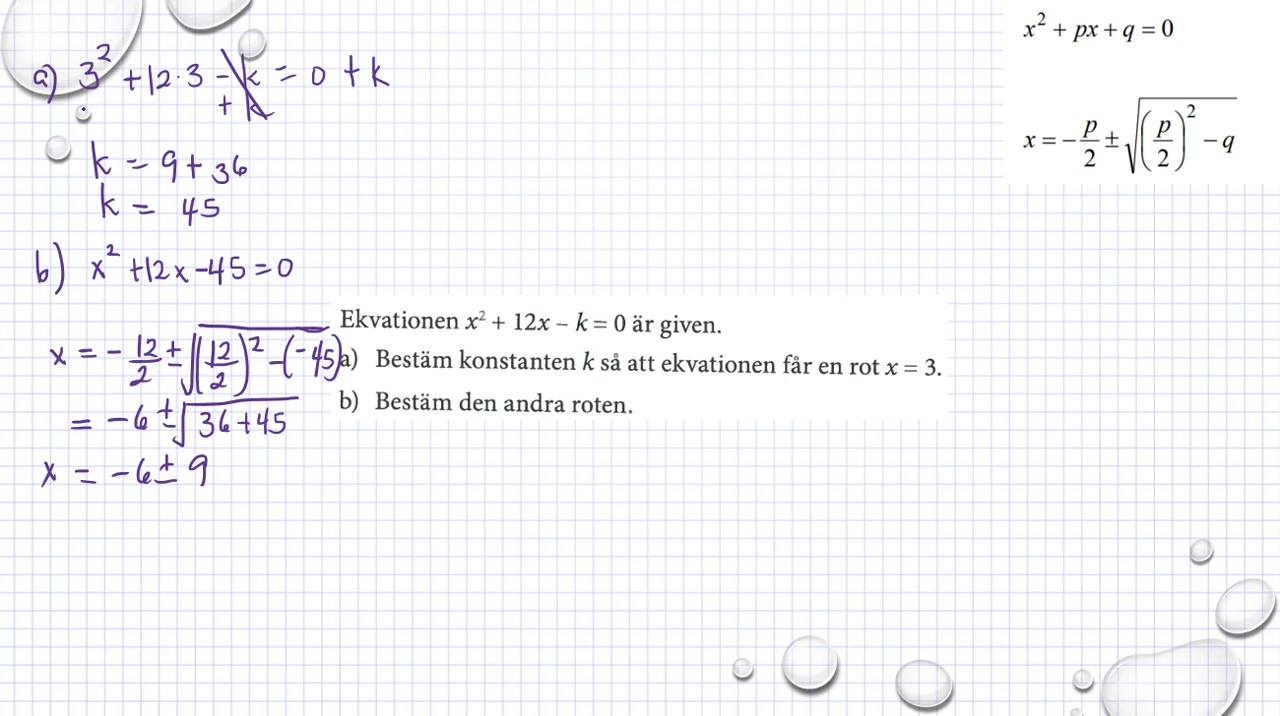 a) 3² + 12·3 - k = 0 + k
+ k
k = 9 + 36
k = 45
b) x² + 12x - 45 = 0
x = - 12/2 ± √((12/2)² - (-45)
= -6 ± √(36 + 45)
x = -6 ± 9
Ekvationen x² + 12x – k = 0 är given.
a) Bestäm konstanten k så att ekvationen får en rot x = 3.
b) Bestäm den andra roten.
x² + px + q = 0
x = - p/2 ± √((p/2)² - q)